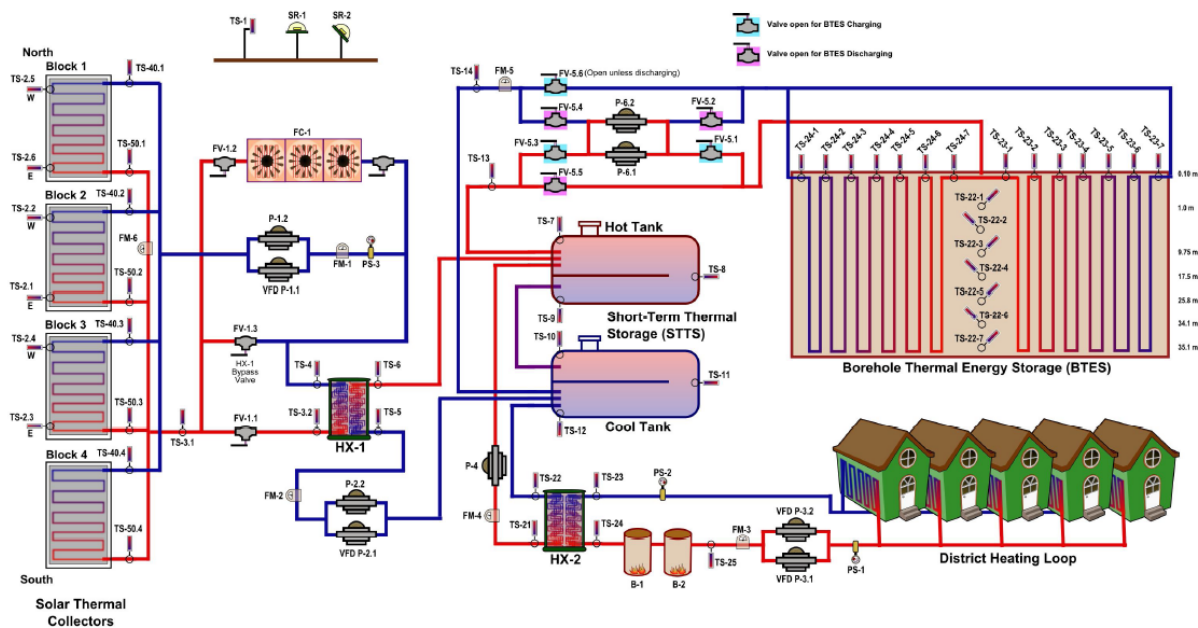 TS-1
SR-1
SR-2
Valve open for BTES Charging
Valve open for BTES Discharging
North
Block 1
TS-40.1
TS-2.5
W
TS-2.6
E
TS-50.1
Block 2
TS-40.2
TS-2.2
W
FM-6
TS-2.1
E
TS-50.2
Block 3
TS-40.3
TS-2.4
W
TS-2.3
E
TS-50.3
Block 4
TS-40.4
TS-50.4
South
Solar Thermal
Collectors
TS-3.1
FC-1
FV-1.2
P-1.2
VFD P-1.1
FM-1
PS-3
FV-1.3
HX-1
Bypass
Valve
TS-4
TS-6
FV-1.1
TS-3.2
TS-5
HX-1
FM-2
P-2.2
VFD P-2.1
TS-14
FM-5
FV-5.6 (Open unless discharging)
FV-5.4
P-6.2
FV-5.2
FV-5.3
P-6.1
FV-5.1
TS-13
FV-5.5
TS-7
Hot Tank
TS-8
TS-9
Short-Term Thermal
Storage (STTS)
TS-10
TS-11
TS-12
Cool Tank
TS-24-1
TS-24-2
TS-24-3
TS-24-4
TS-24-5
TS-24-6
TS-24-7
TS-23-1
TS-23-2
TS-23-3
TS-23-4
TS-23-5
TS-23-6
TS-23-7
0.10 m
TS-22-1
1.0 m
TS-22-2
TS-22-3
9.75 m
TS-22-4
17.5 m
TS-22-5
25.8 m
TS-22-6
34.1 m
TS-22-7
35.1 m
Borehole Thermal Energy Storage (BTES)
P-4
FM-4
TS-22
TS-23
PS-2
TS-21
TS-24
HX-2
B-1
B-2
TS-25
FM-3
VFD P-3.2
VFD P-3.1
PS-1
District Heating Loop